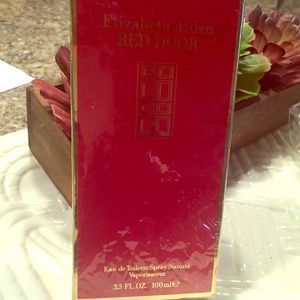 Elizabeth Arden
RED DOOR
Eau de Toilette Spray Natural
Vaporisateur
3.3 FL.OZ. 100ml℮